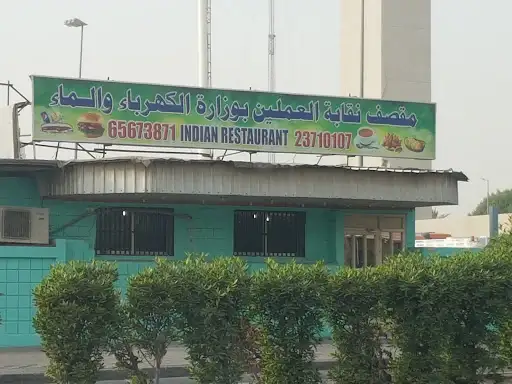 مقصف نقابة العملين بوزارة الكهرباء والماء
65673871 INDIAN RESTAURANT 23710107